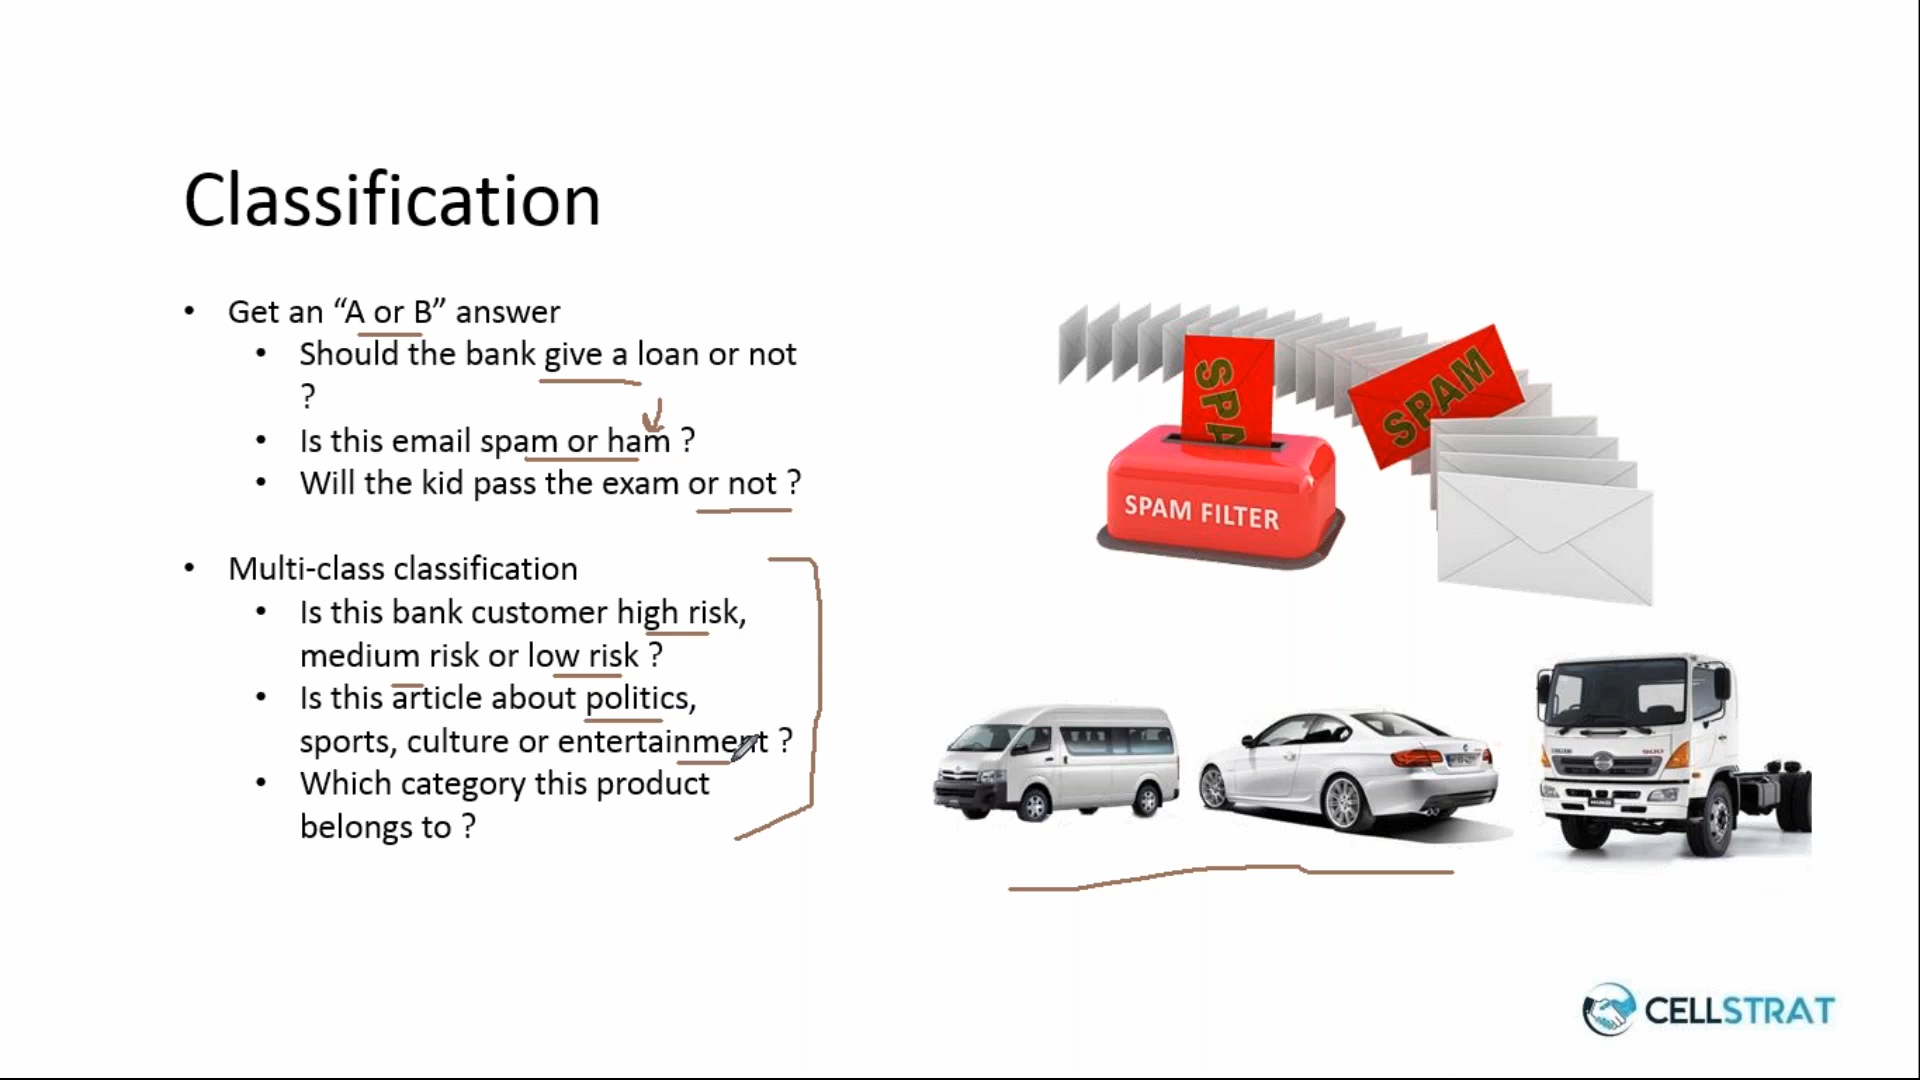 Classification
• Get an “A or B” answer
• Should the bank give a loan or not
?
• Is this email spam or ham ?
• Will the kid pass the exam or not ?
• Multi-class classification
• Is this bank customer high risk,
medium risk or low risk ?
• Is this article about politics,
sports, culture or entertainment ?
• Which category this product
belongs to ?
SPA
SPAM
SPAM FILTER
CELLSTRAT